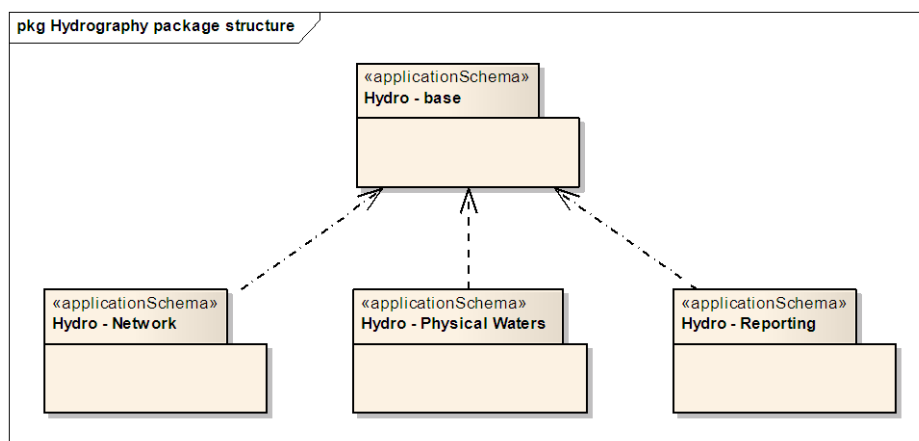 pkg Hydrography package structure
«applicationSchema»
Hydro - base
«applicationSchema»
Hydro - Network
«applicationSchema»
Hydro - Physical Waters
«applicationSchema»
Hydro - Reporting